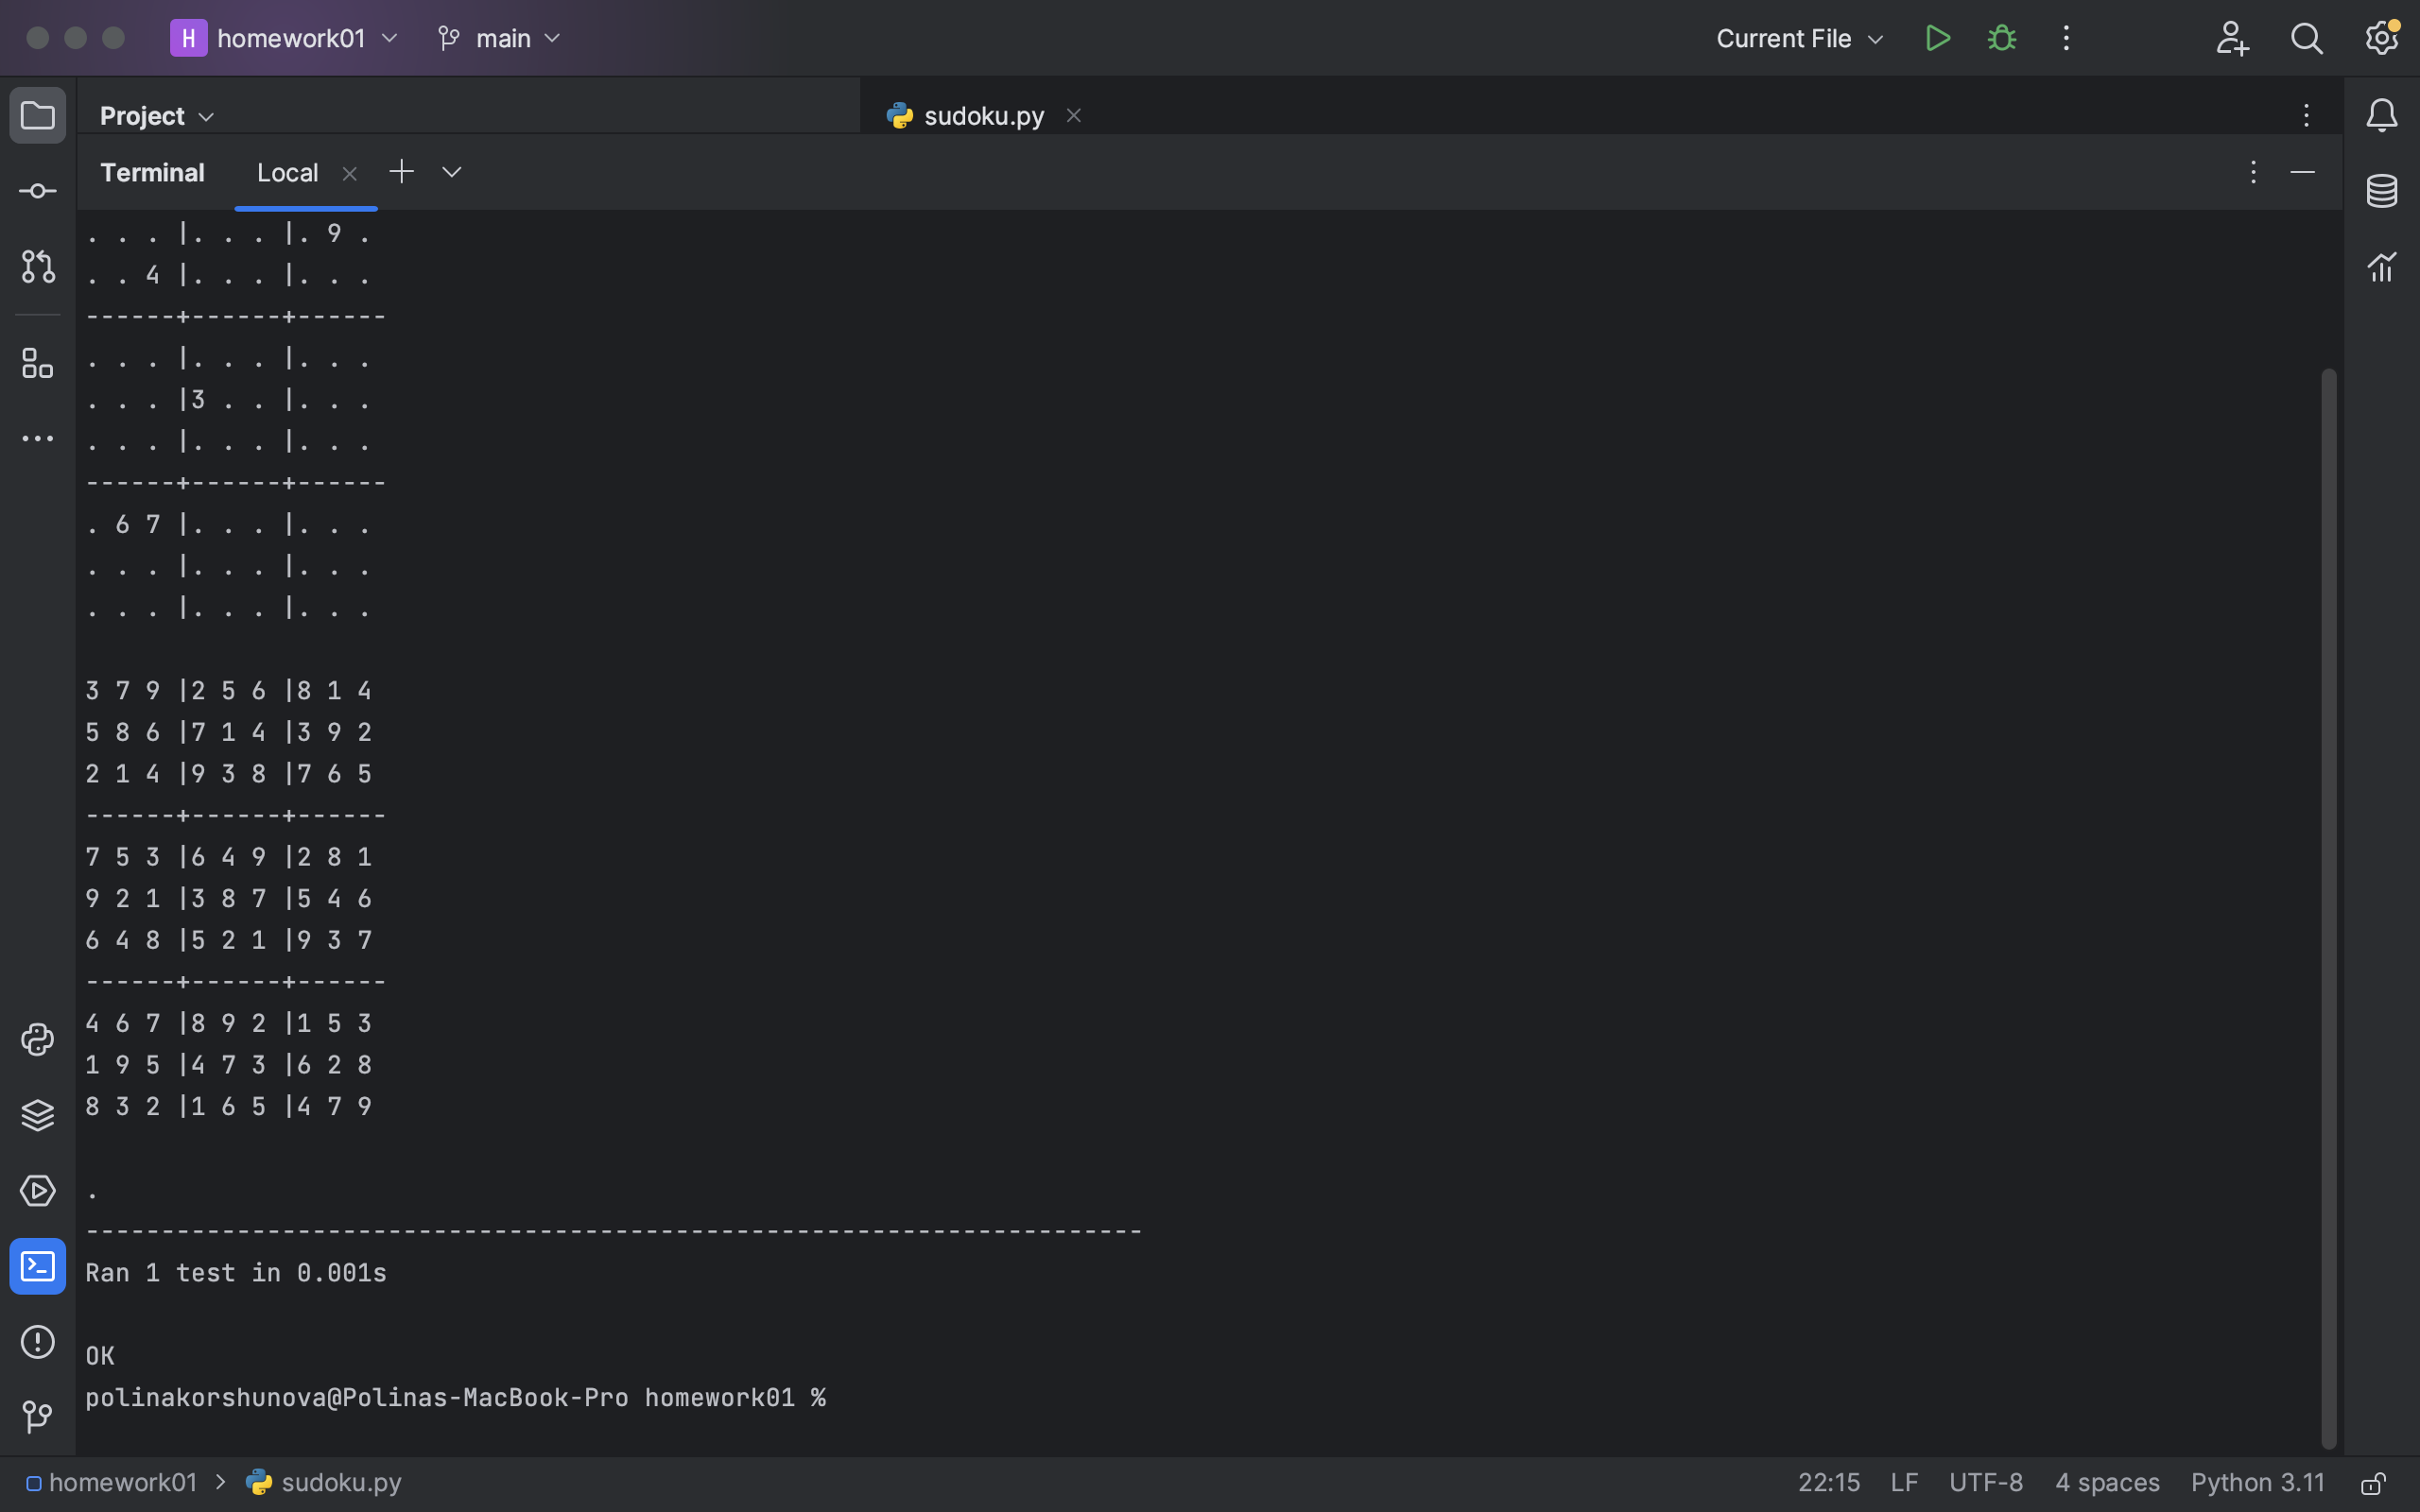 H homework01 main Current File
Project sudoku.py
Terminal Local
. . . |. . . |. 9 .
. . 4 |. . . |. . .
------+------+------
. . . |. . . |. . .
. . . |3 . . |. . .
. . . |. . . |. . .
------+------+------
. 6 7 |. . . |. . .
. . . |. . . |. . .
. . . |. . . |. . .
3 7 9 |2 5 6 |8 1 4
5 8 6 |7 1 4 |3 9 2
2 1 4 |9 3 8 |7 6 5
------+------+------
7 5 3 |6 4 9 |2 8 1
9 2 1 |3 8 7 |5 4 6
6 4 8 |5 2 1 |9 3 7
------+------+------
4 6 7 |8 9 2 |1 5 3
1 9 5 |4 7 3 |6 2 8
8 3 2 |1 6 5 |4 7 9
.
----------------------------------------------------------------------
Ran 1 test in 0.001s
OK
polinakorshunova@Polinas-MacBook-Pro homework01 %
homework01 > sudoku.py 22:15 LF UTF-8 4 spaces Python 3.11